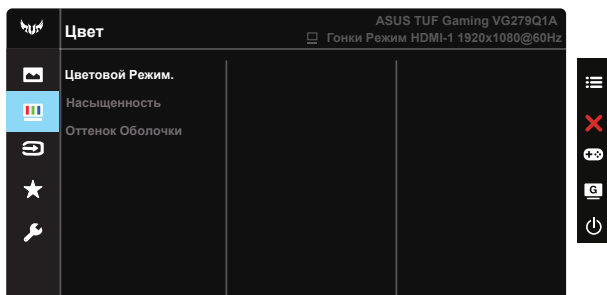 ASUS TUF Gaming VG279Q1A
Цвет
Гонки Режим HDMI-1 1920x1080@60Hz
Цветовой Режим.
Насыщенность
Оттенок Оболочки
G